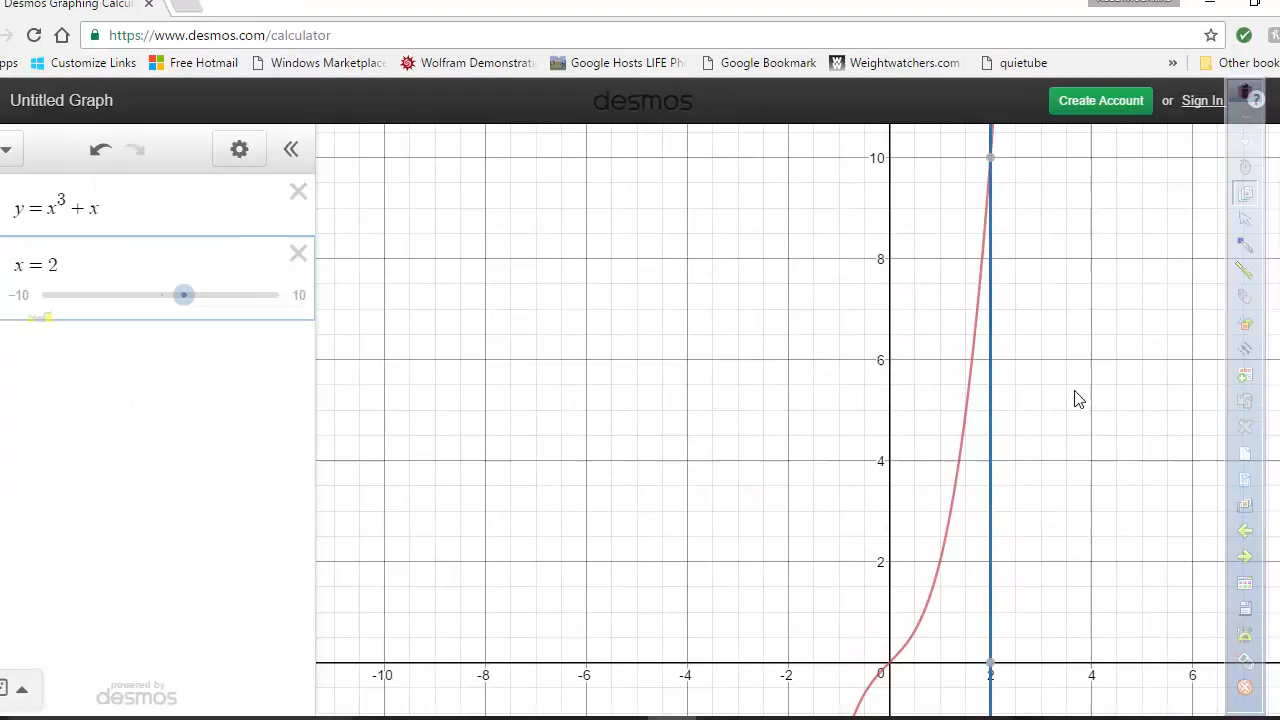 Desmos Graphing Calcu
https://www.desmos.com/calculator
pps Customize Links Free Hotmail Windows Marketplace Wolfram Demonstrati Google Hosts LIFE Ph Google Bookmark Weightwatchers.com quietube » Other book
Untitled Graph desmos Create Account or Sign In ?
y = x³ + x
x = 2
−10 10
10
8
6
4
2
-10 -8 -6 -4 -2 0 2 4 6
powered by
desmos